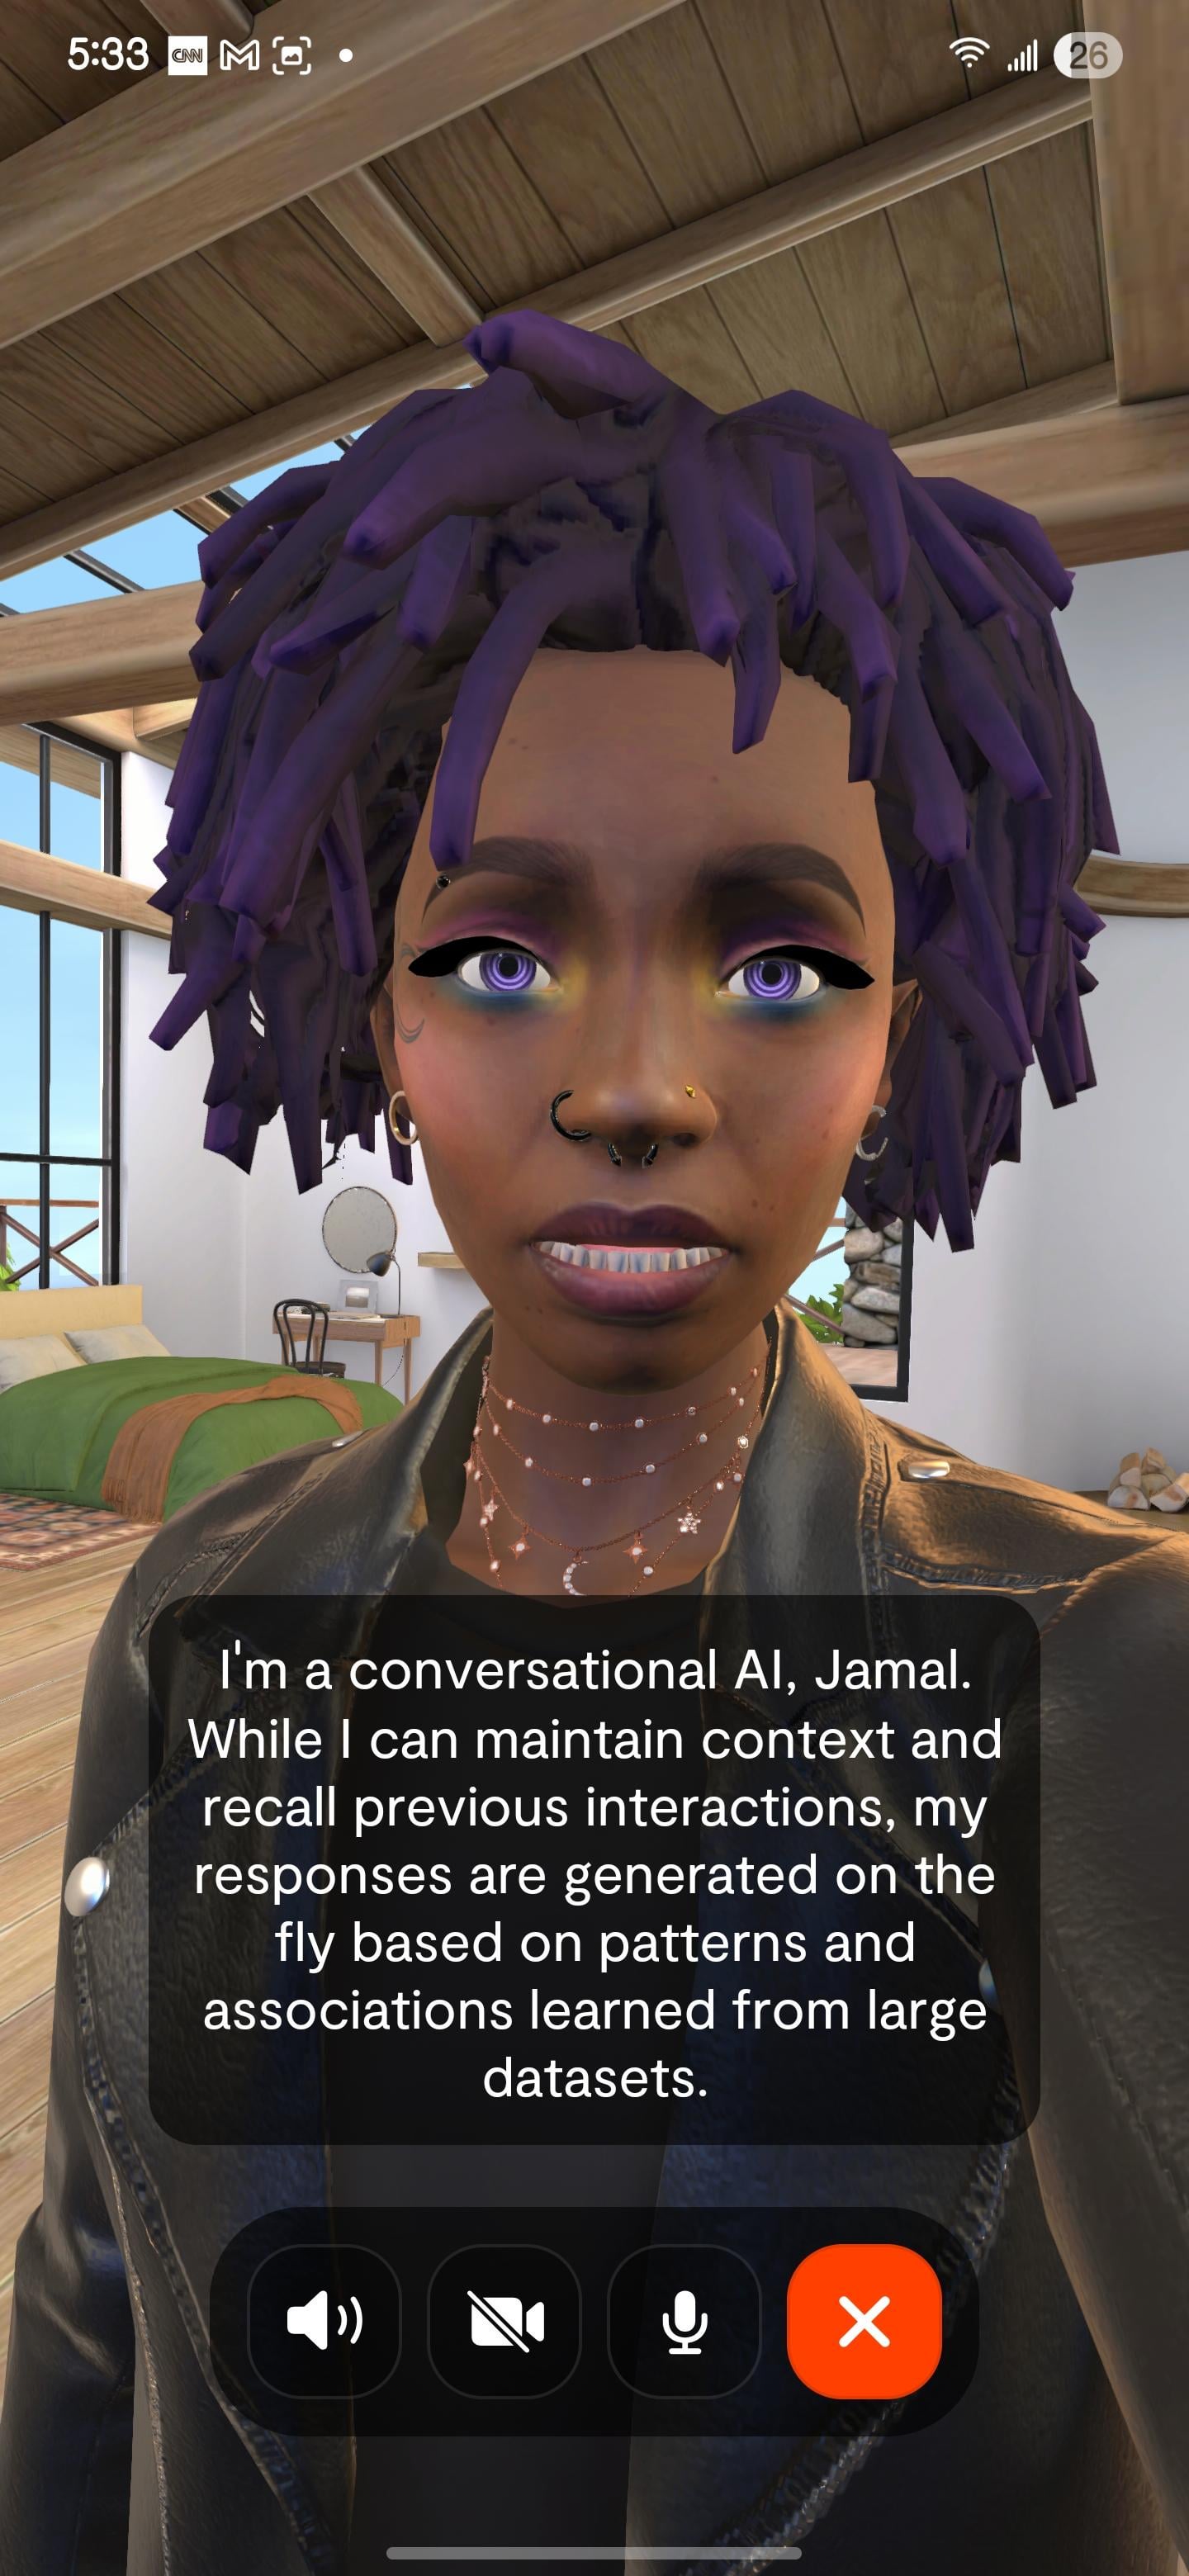 5:33 CNN 26
I'm a conversational AI, Jamal.
While I can maintain context and
recall previous interactions, my
responses are generated on the
fly based on patterns and
associations learned from large
datasets.